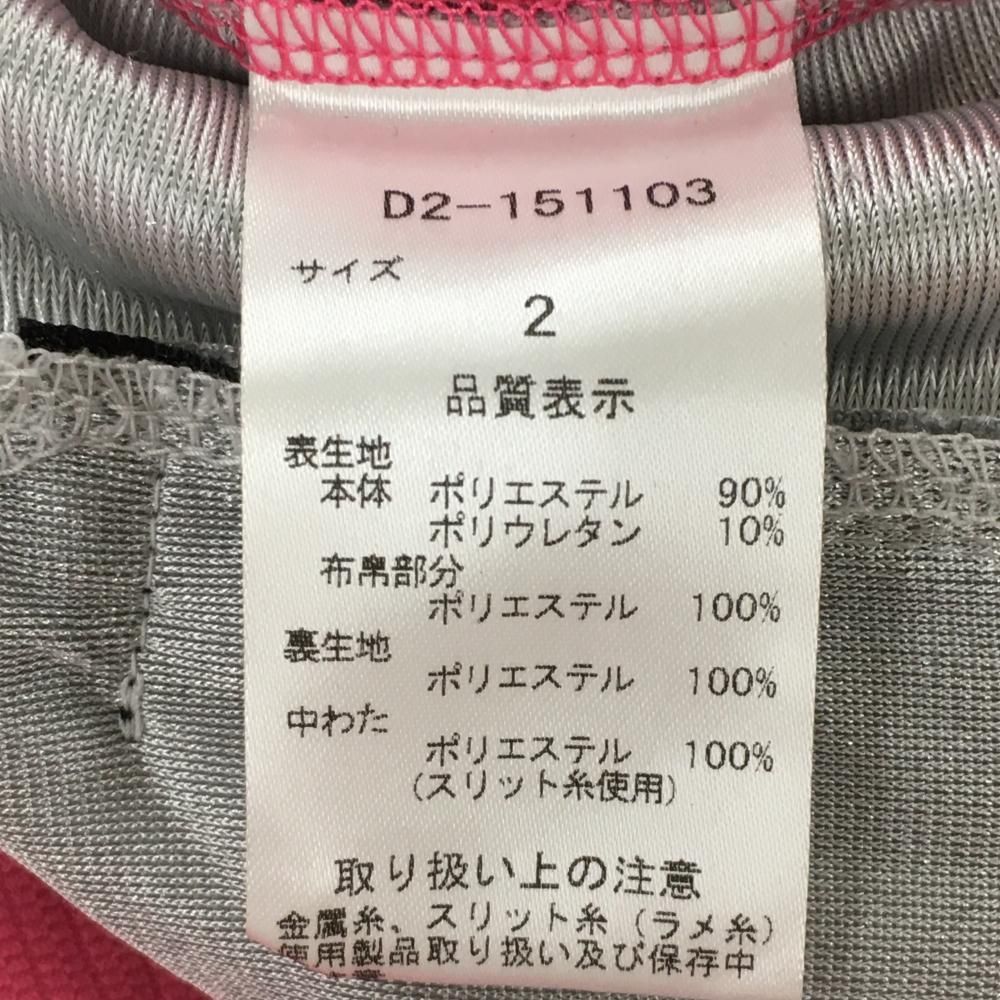 D2-151103
サイズ
2
品質表示
表生地
本体 ポリエステル 90%
ポリウレタン 10%
布帛部分
ポリエステル 100%
裏生地
ポリエステル 100%
中わた
ポリエステル 100%
(スリット糸使用)
取り扱い上の注意
金属糸、スリット糸(ラメ糸)
使用製品取り扱い及び保存中